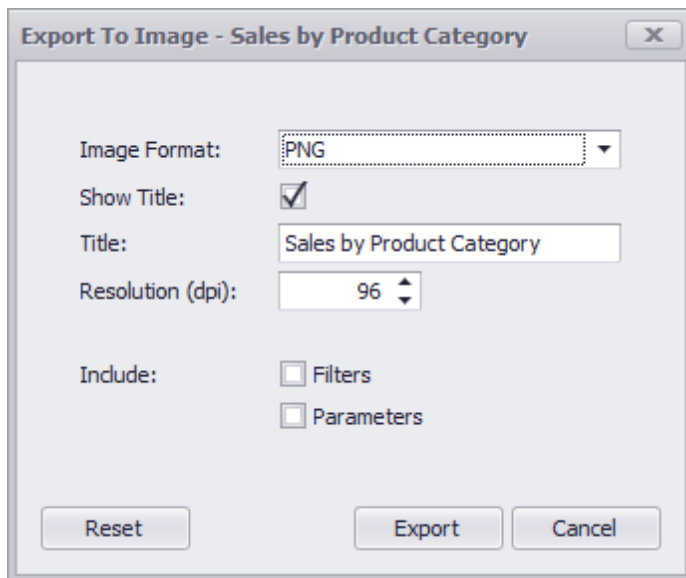 Export To Image - Sales by Product Category
Image Format: PNG
Show Title:
Title: Sales by Product Category
Resolution (dpi): 96
Include: Filters
Parameters
Reset Export Cancel